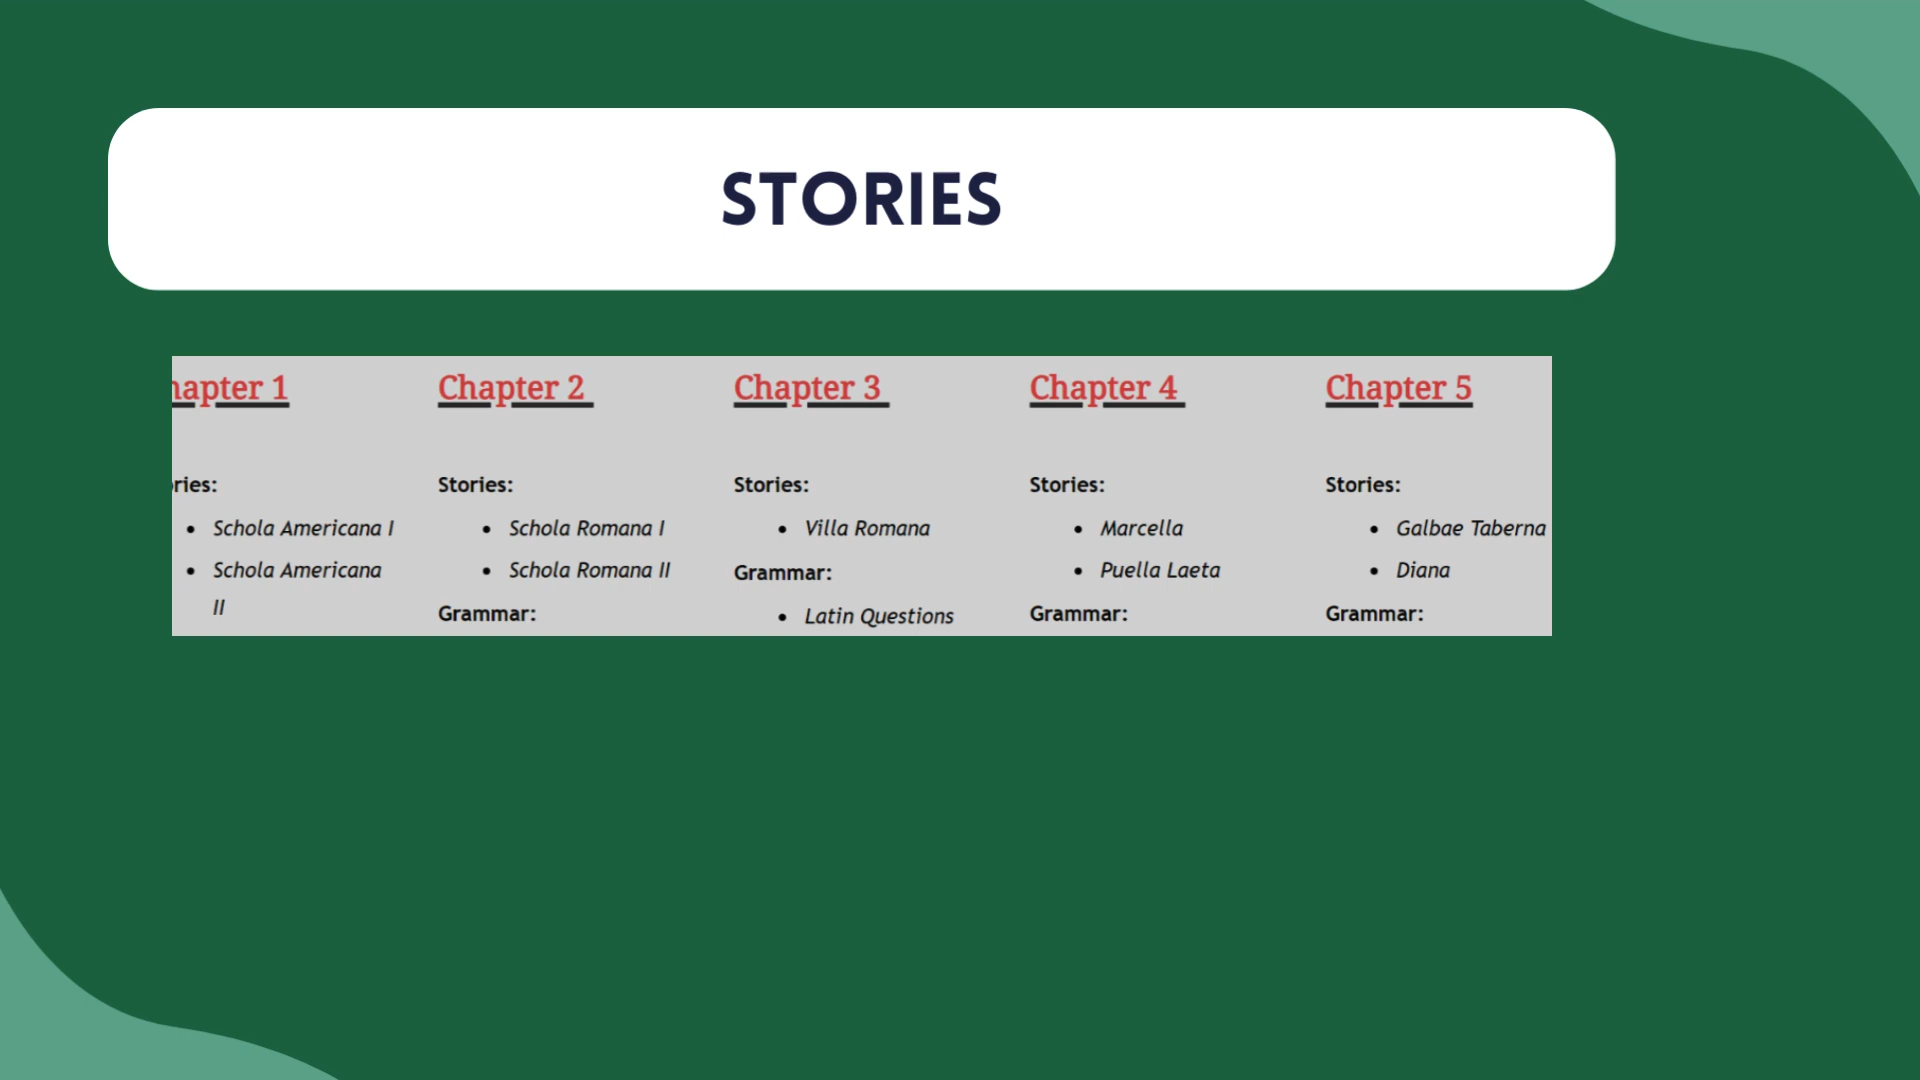 STORIES
hapter 1
ries:
• Schola Americana I
• Schola Americana
II
Chapter 2
Stories:
• Schola Romana I
• Schola Romana II
Grammar:
Chapter 3
Stories:
• Villa Romana
Grammar:
• Latin Questions
Chapter 4
Stories:
• Marcella
• Puella Laeta
Grammar:
Chapter 5
Stories:
• Galbae Taberna
• Diana
Grammar: